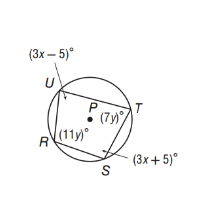 (3x – 5)°
U
P
(7y)°
T
R
(11y)°
(3x + 5)°
S